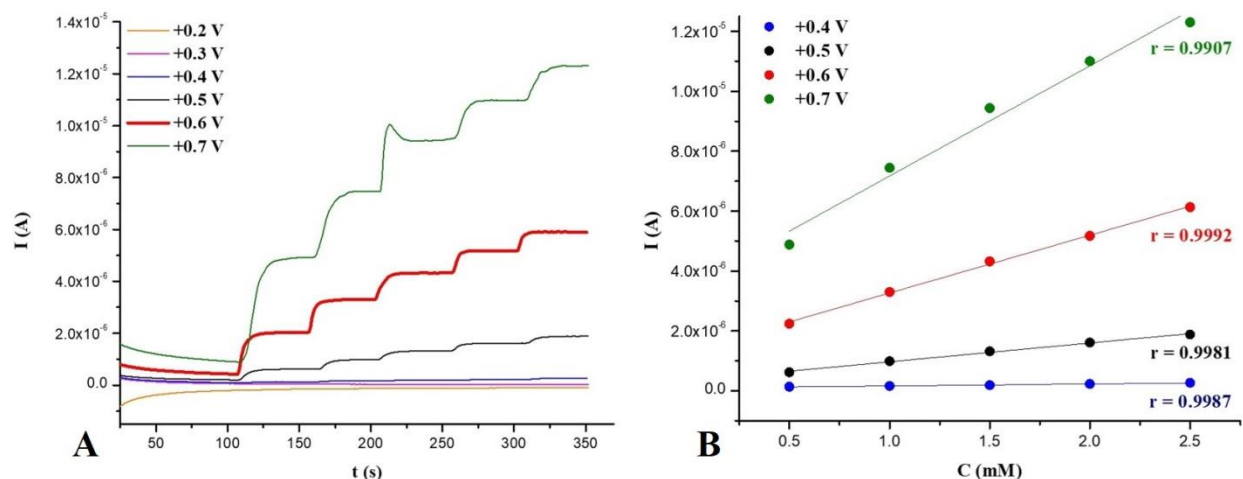 1.4x10⁻⁵
1.2x10⁻⁵
1.0x10⁻⁵
8.0x10⁻⁶
6.0x10⁻⁶
4.0x10⁻⁶
2.0x10⁻⁶
0.0
I (A)
+0.2 V
+0.3 V
+0.4 V
+0.5 V
+0.6 V
+0.7 V
50 100 150 200 250 300 350
t (s)
A
1.2x10⁻⁵
1.0x10⁻⁵
8.0x10⁻⁶
6.0x10⁻⁶
4.0x10⁻⁶
2.0x10⁻⁶
0.0
I (A)
+0.4 V
+0.5 V
+0.6 V
+0.7 V
r = 0.9907
r = 0.9992
r = 0.9981
r = 0.9987
0.5 1.0 1.5 2.0 2.5
C (mM)
B